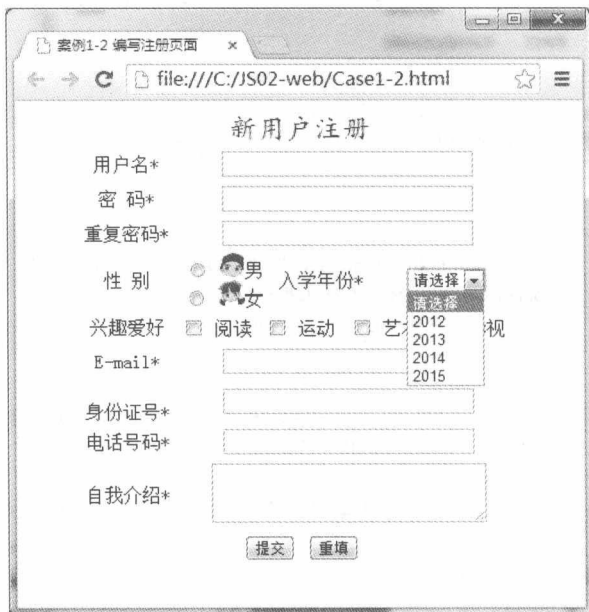 案例1-2 编写注册页面
file:///C:/JS02-web/Case1-2.html
新用户注册
用户名*
密 码*
重复密码*
性 别
男
女
入学年份*
请选择
请选择
2012
2013
2014
2015
兴趣爱好 阅读 运动 艺 视
E-mail*
身份证号*
电话号码*
自我介绍*
提交 重填